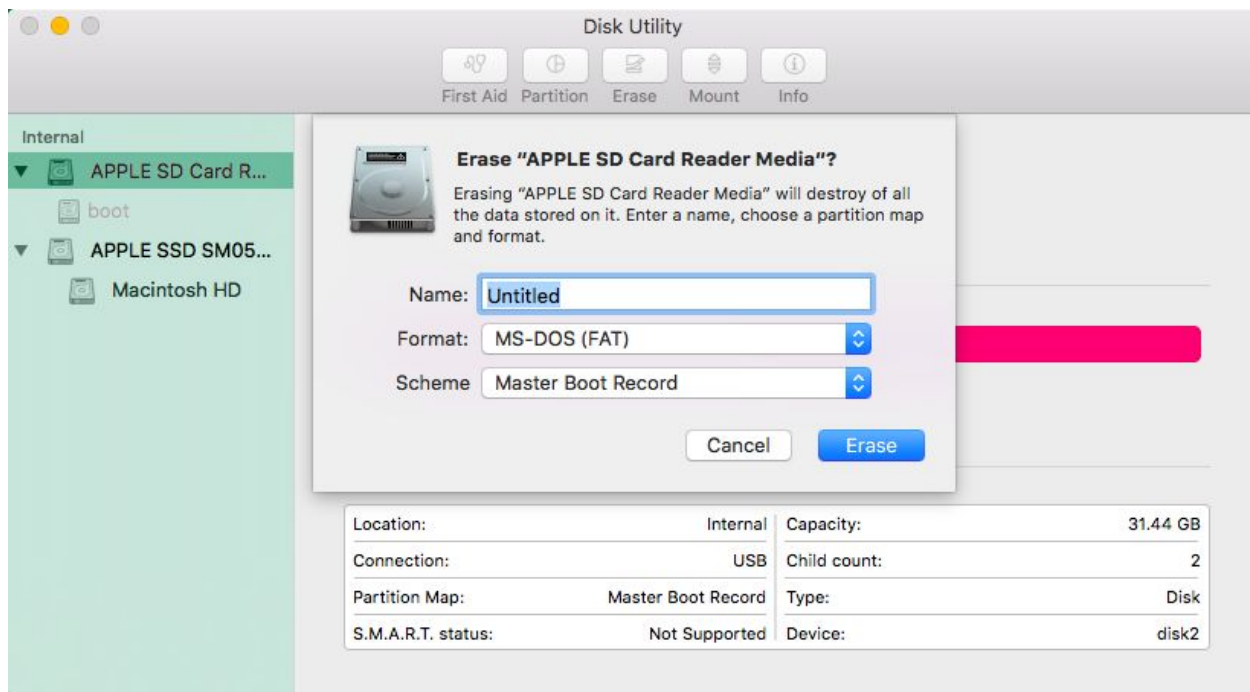 Disk Utility
First Aid Partition Erase Mount Info
Internal
APPLE SD Card R...
boot
APPLE SSD SM05...
Macintosh HD
Erase “APPLE SD Card Reader Media”?
Erasing “APPLE SD Card Reader Media” will destroy of all
the data stored on it. Enter a name, choose a partition map
and format.
Name: Untitled
Format: MS-DOS (FAT)
Scheme Master Boot Record
Cancel Erase
Location: Internal Capacity: 31.44 GB
Connection: USB Child count: 2
Partition Map: Master Boot Record Type: Disk
S.M.A.R.T. status: Not Supported Device: disk2